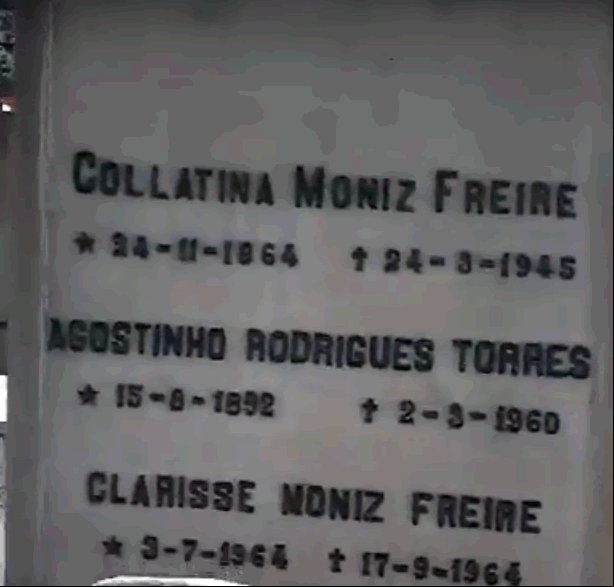 COLLATINA MONIZ FREIRE
★ 24-11-1864 ✝ 24-3-1945
AGOSTINHO RODRIGUES TORRES
★ 15-8-1892 ✝ 2-3-1960
CLARISSE MONIZ FREIRE
★ 3-7-1964 ✝ 17-9-1964